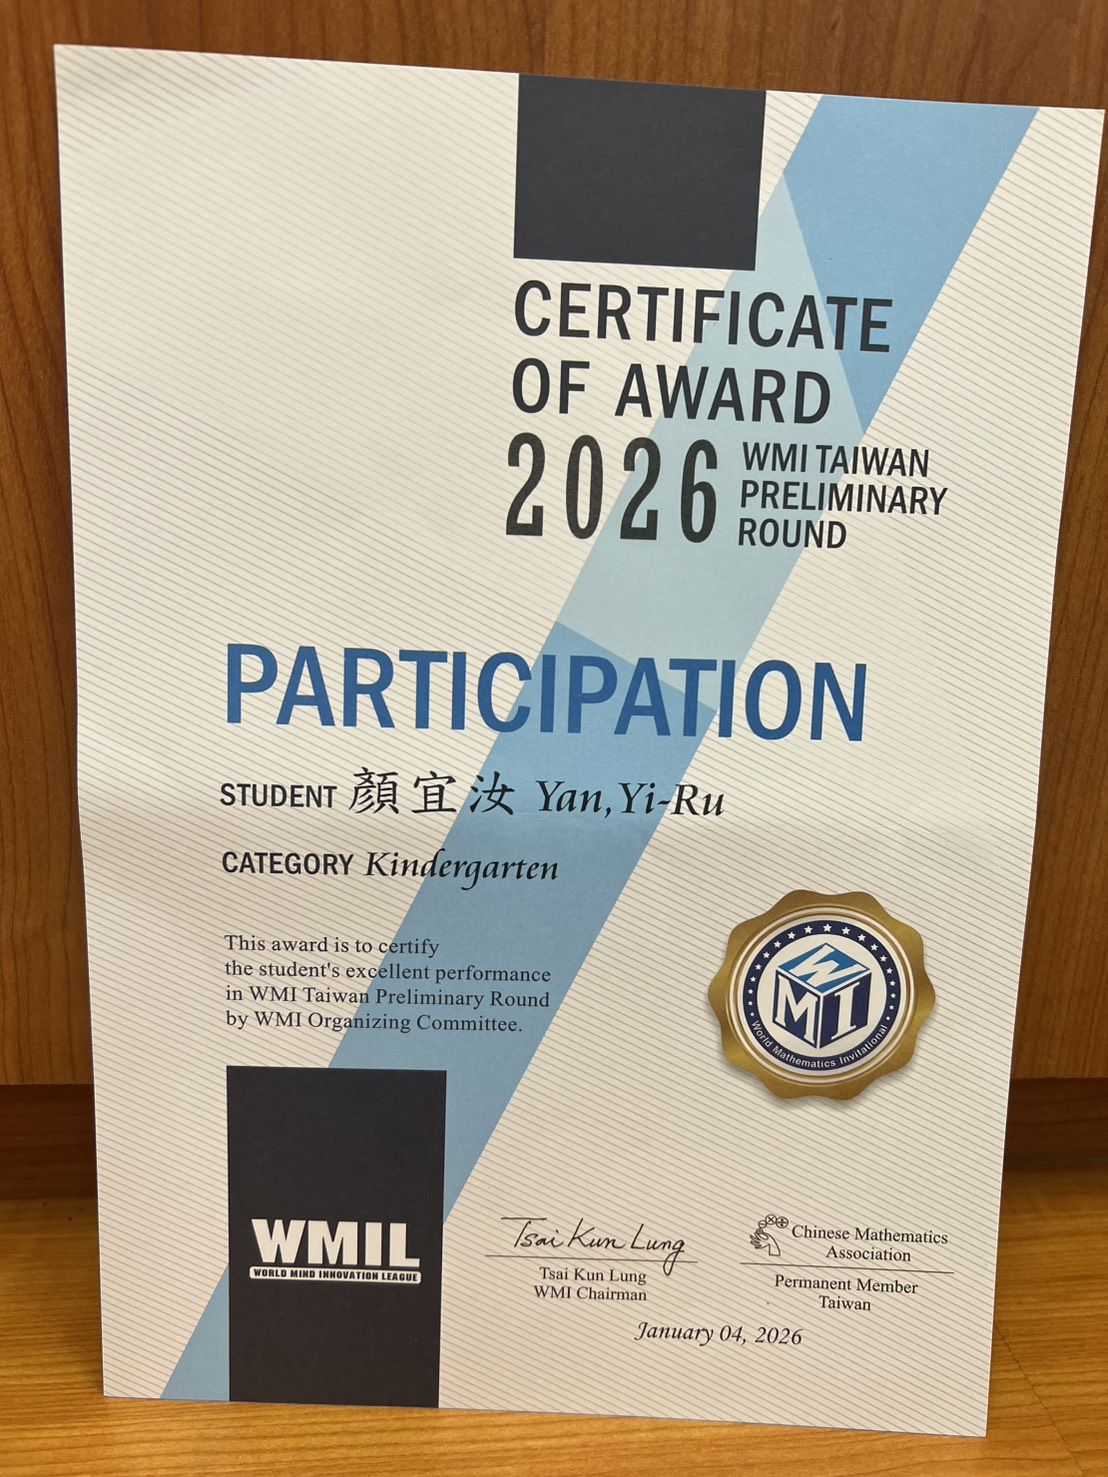 CERTIFICATE
OF AWARD
2026 WMI TAIWAN
PRELIMINARY
ROUND
PARTICIPATION
STUDENT 顏宜汝 Yan,Yi-Ru
CATEGORY Kindergarten
This award is to certify
the student's excellent performance
in WMI Taiwan Preliminary Round
by WMI Organizing Committee.
WMI
World Mathematics Invitational
WMIL
WORLD MIND INNOVATION LEAGUE
Tsai Kun Lung
Tsai Kun Lung
WMI Chairman
Chinese Mathematics
Association
Permanent Member
Taiwan
January 04, 2026